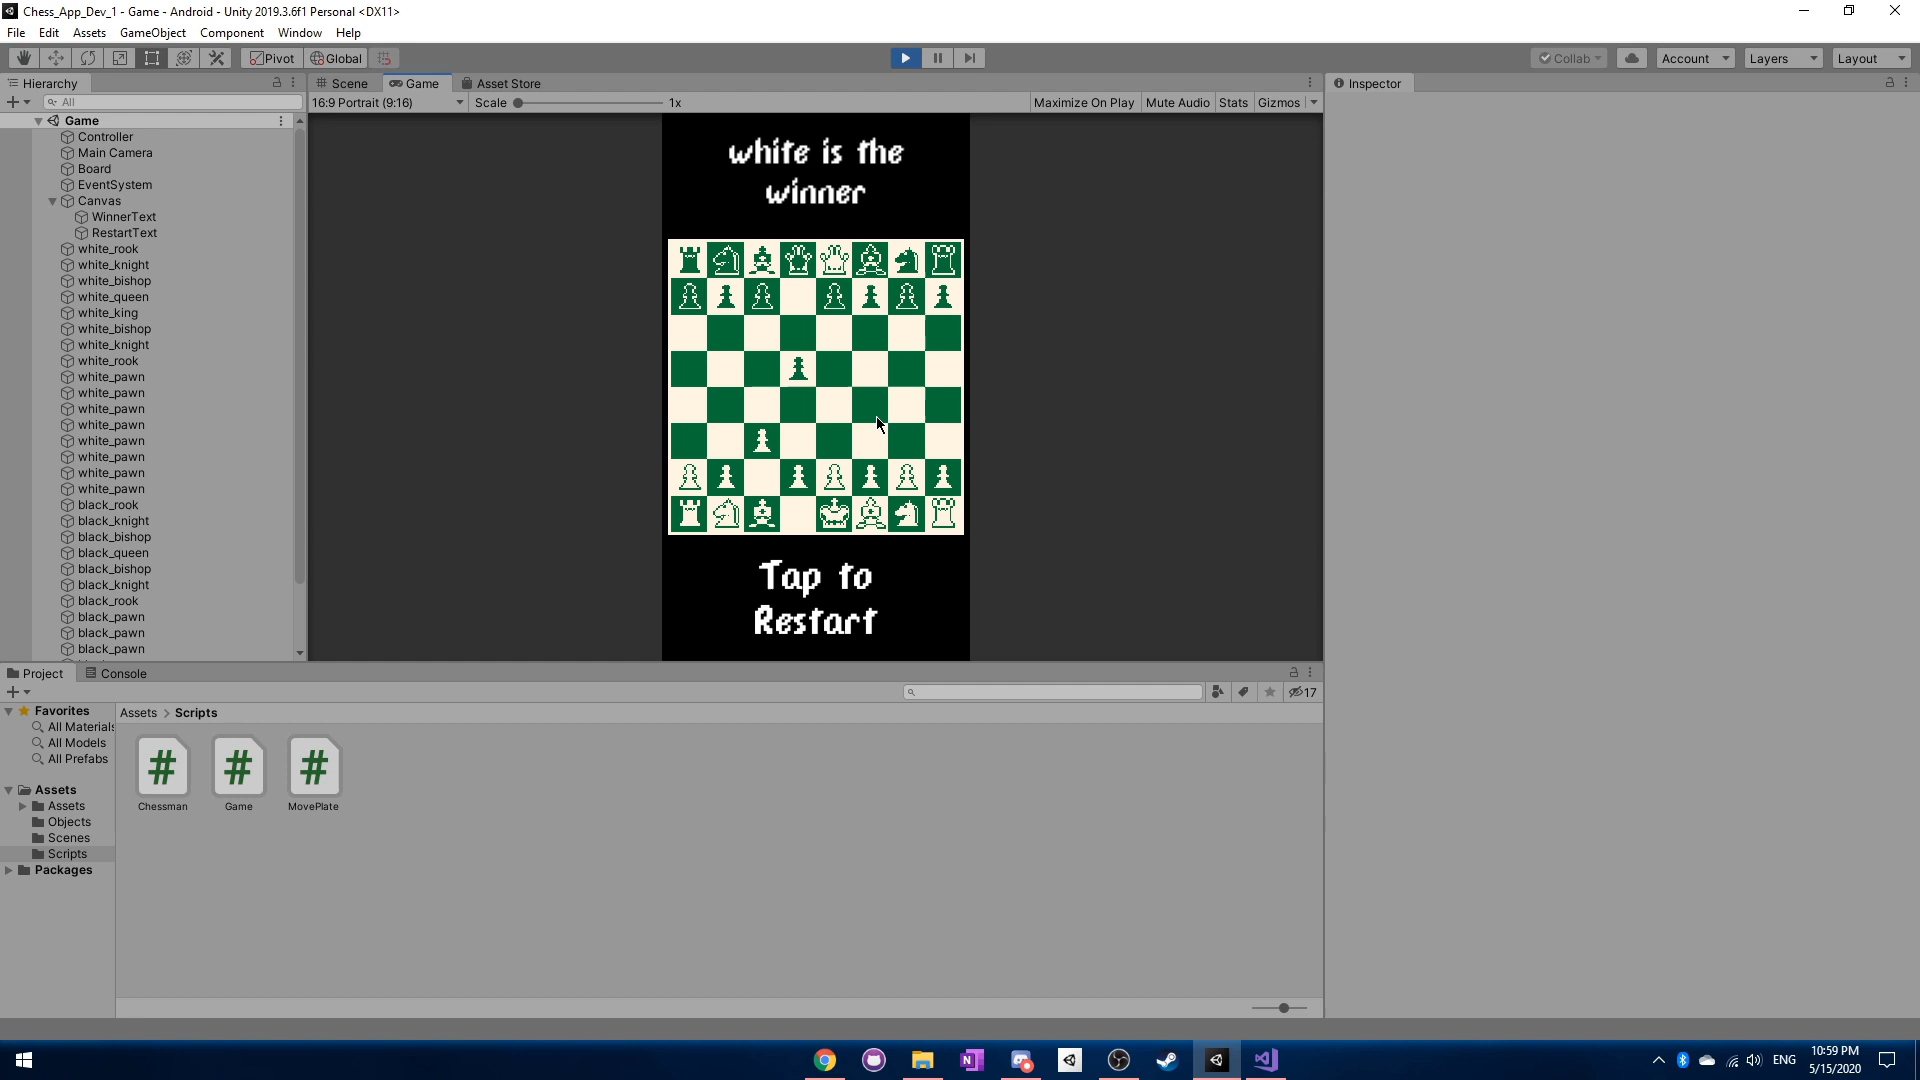 Chess_App_Dev_1 - Game - Android - Unity 2019.3.6f1 Personal <DX11>
File Edit Assets GameObject Component Window Help
Pivot Global Collab Account Layers Layout
Hierarchy
All
Game
Controller
Main Camera
Board
EventSystem
Canvas
WinnerText
RestartText
white_rook
white_knight
white_bishop
white_queen
white_king
white_bishop
white_knight
white_rook
white_pawn
white_pawn
white_pawn
white_pawn
white_pawn
white_pawn
white_pawn
white_pawn
black_rook
black_knight
black_bishop
black_queen
black_bishop
black_knight
black_rook
black_pawn
black_pawn
black_pawn
Scene Game Asset Store
16:9 Portrait (9:16) Scale 1x Maximize On Play Mute Audio Stats Gizmos
white is the
winner
Tap to
Restart
Inspector
Project Console
17
Favorites
All Materials
All Models
All Prefabs
Assets
Assets
Objects
Scenes
Scripts
Packages
Assets > Scripts
Chessman Game MovePlate
ENG
10:59 PM
5/15/2020